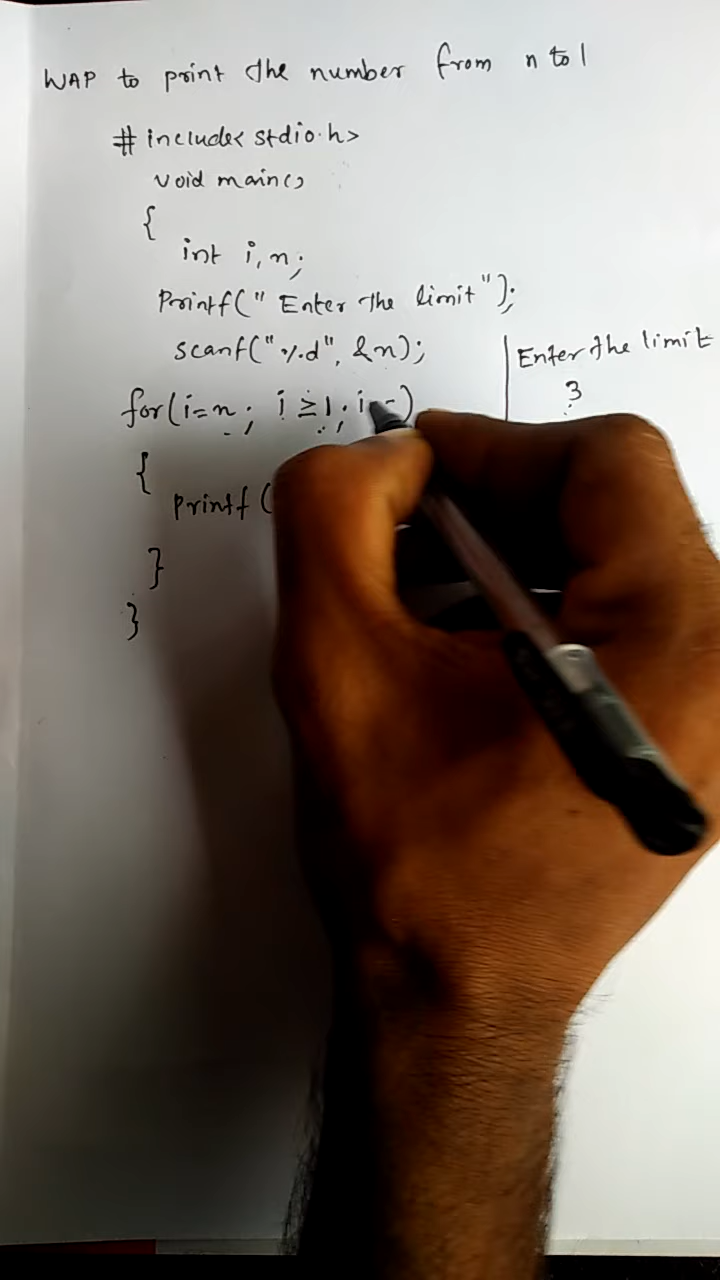 WAP to print the number from n to 1
# include< stdio.h>
void main()
{
int i, n;
Printf(" Enter the limit");
scanf("%d", &n);
for(i=n; i ≥1; i--)
{
printf (
}
}
Enter the limit
3